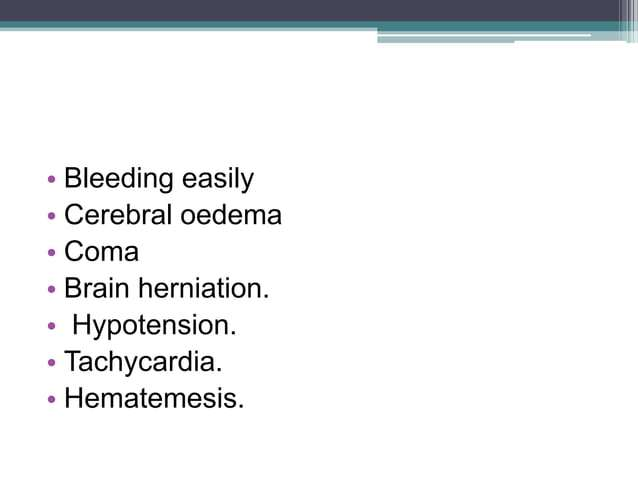 • Bleeding easily
• Cerebral oedema
• Coma
• Brain herniation.
• Hypotension.
• Tachycardia.
• Hematemesis.